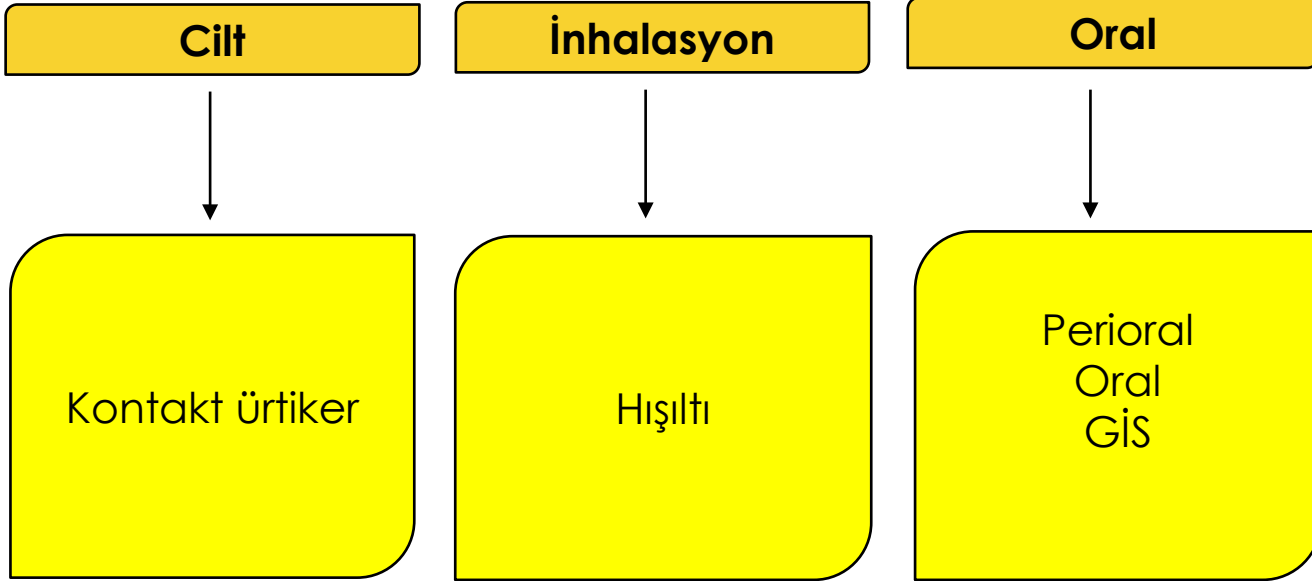 Cilt
İnhalasyon
Oral
Kontakt ürtiker
Hışıltı
Perioral
Oral
GİS